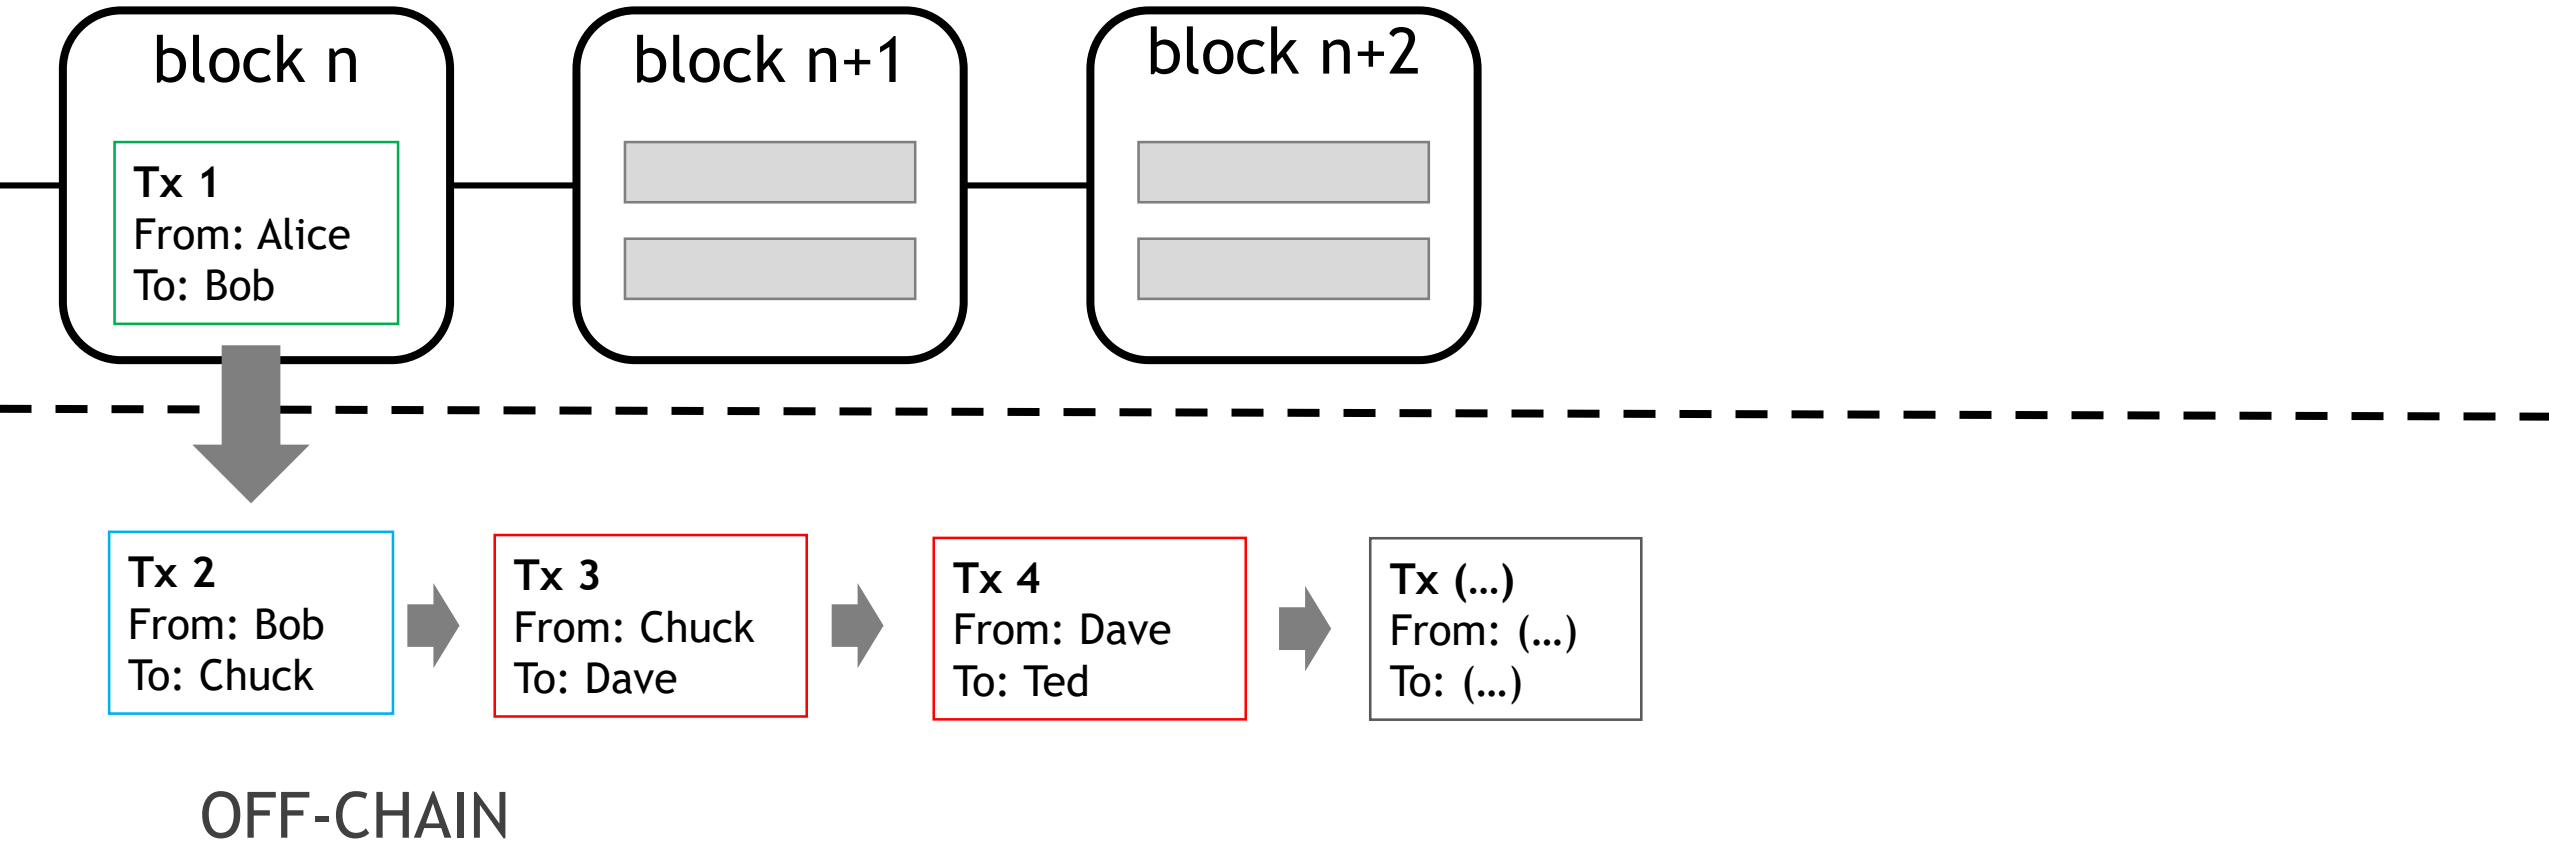 block n
block n+1
block n+2
Tx 1
From: Alice
To: Bob
Tx 2
From: Bob
To: Chuck
Tx 3
From: Chuck
To: Dave
Tx 4
From: Dave
To: Ted
Tx (…)
From: (…)
To: (…)
OFF-CHAIN